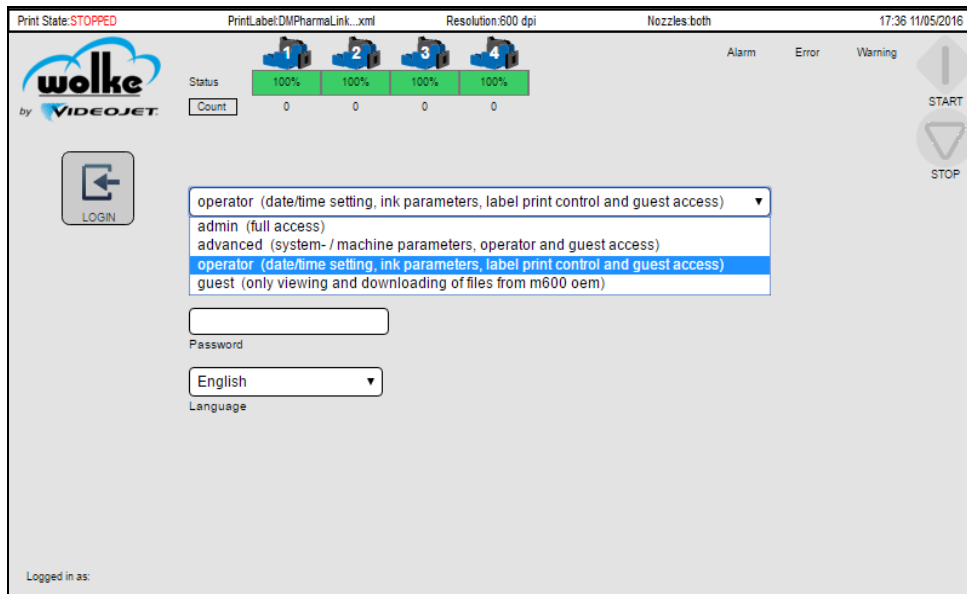 Print State:STOPPED PrintLabel:DMPharmaLink...xml Resolution:600 dpi Nozzles:both 17:36 11/05/2016
wolke
by VIDEOJET.
1 2 3 4
Status 100% 100% 100% 100%
Count 0 0 0 0
Alarm Error Warning
START
STOP
LOGIN
operator (date/time setting, ink parameters, label print control and guest access)
admin (full access)
advanced (system- / machine parameters, operator and guest access)
operator (date/time setting, ink parameters, label print control and guest access)
guest (only viewing and downloading of files from m600 oem)
Password
English
Language
Logged in as: